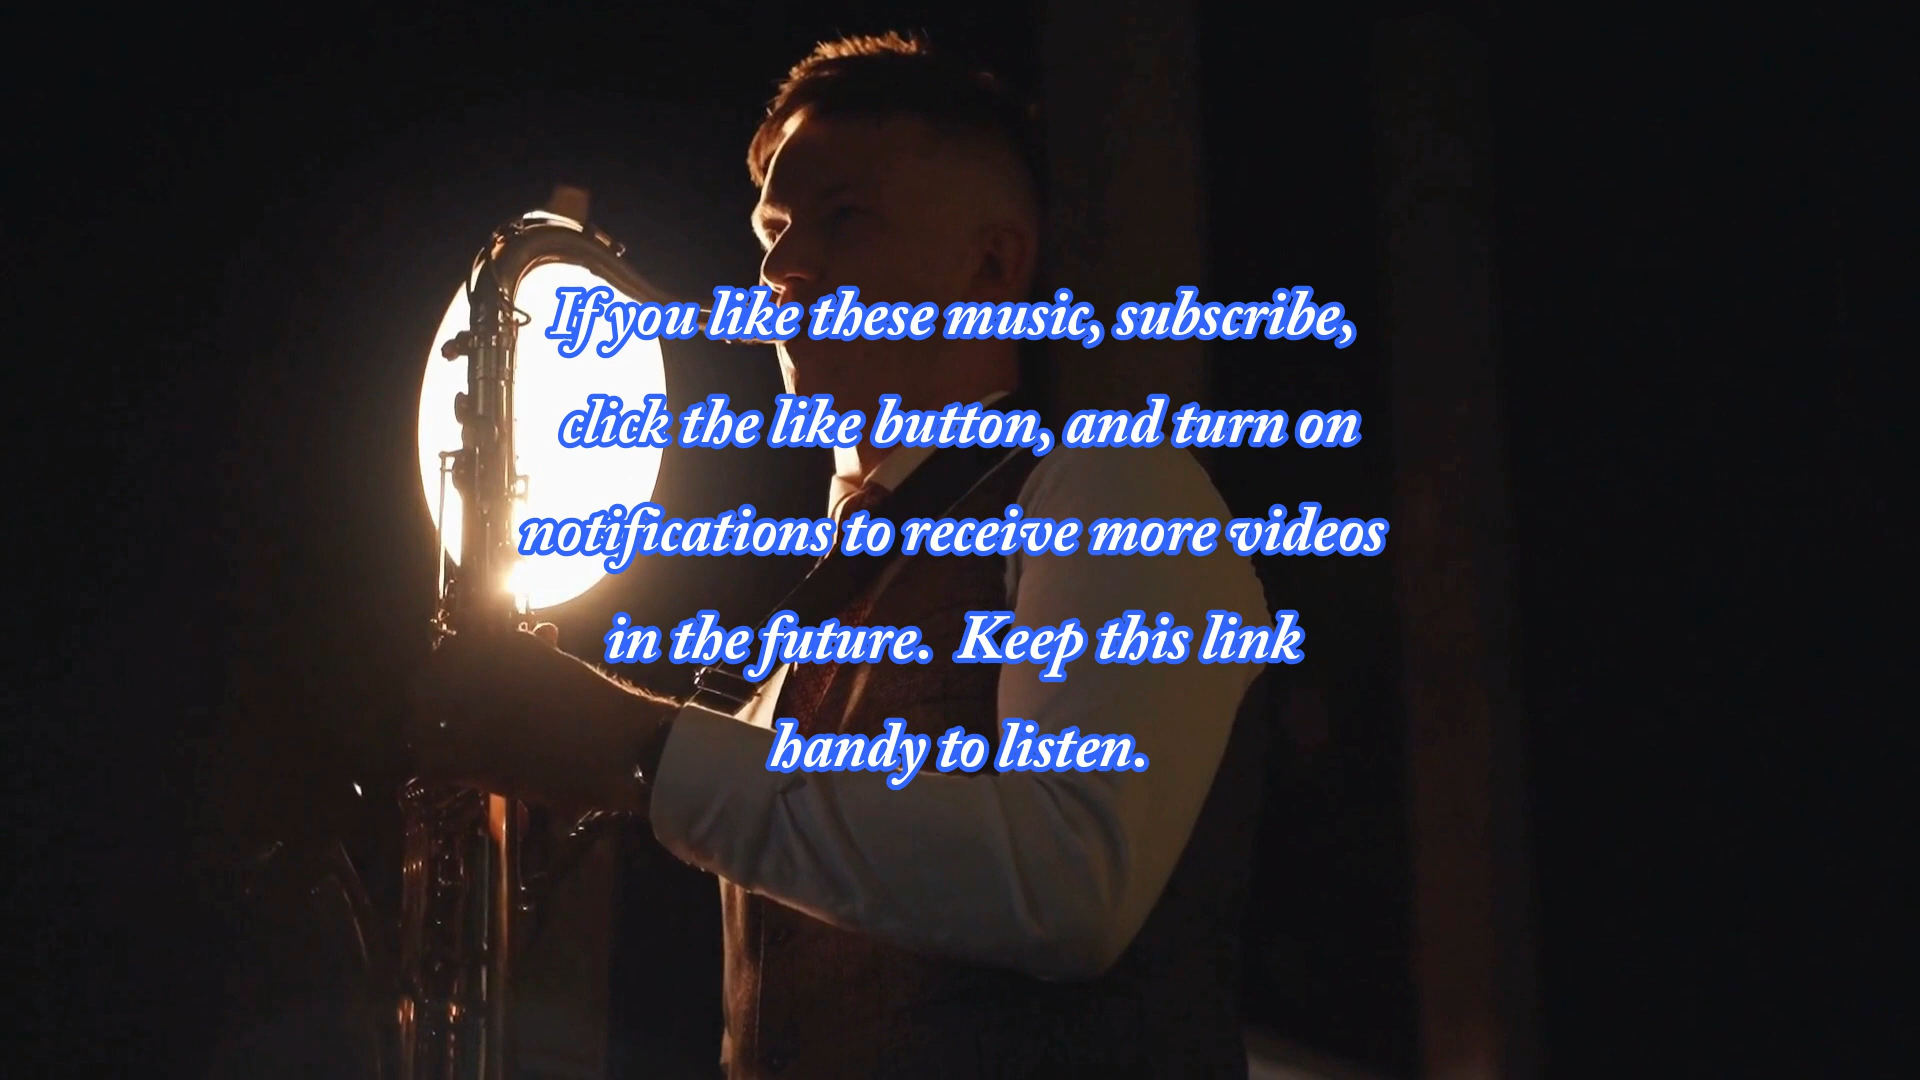 If you like these music, subscribe,
click the like button, and turn on
notifications to receive more videos
in the future.  Keep this link
handy to listen.